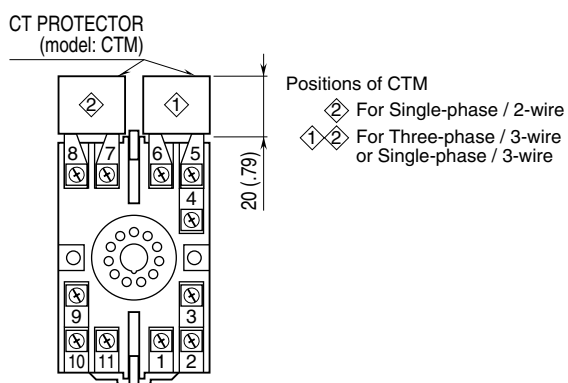 CT PROTECTOR
(model: CTM)
2
1
Positions of CTM
2 For Single-phase / 2-wire
1 2 For Three-phase / 3-wire
or Single-phase / 3-wire
20 (.79)
8 7 6 5
4
9 3
10 11 1 2